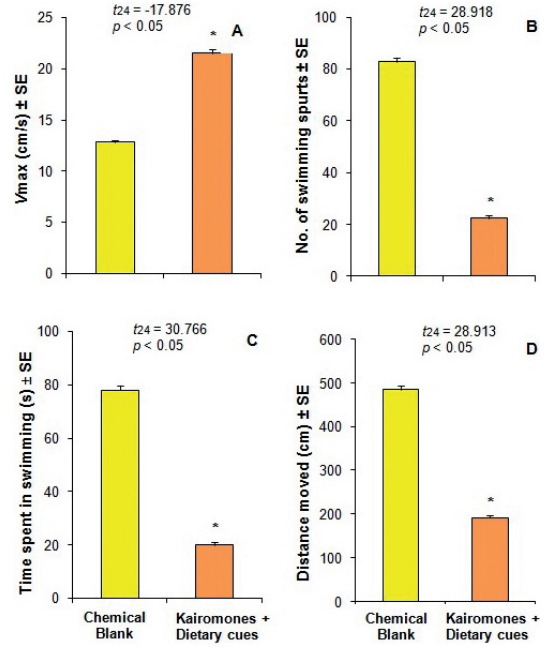 t24 = -17.876
p < 0.05
*
A
Vmax (cm/s) ± SE
25
20
15
10
5
0
t24 = 28.918
p < 0.05
B
No. of swimming spurts ± SE
100
80
60
40
20
0
*
t24 = 30.766
p < 0.05
C
Time spent in swimming (s) ± SE
100
80
60
40
20
0
*
Chemical
Blank
Kairomones +
Dietary cues
t24 = 28.913
p < 0.05
D
Distance moved (cm) ± SE
600
500
400
300
200
100
0
*
Chemical
Blank
Kairomones +
Dietary cues